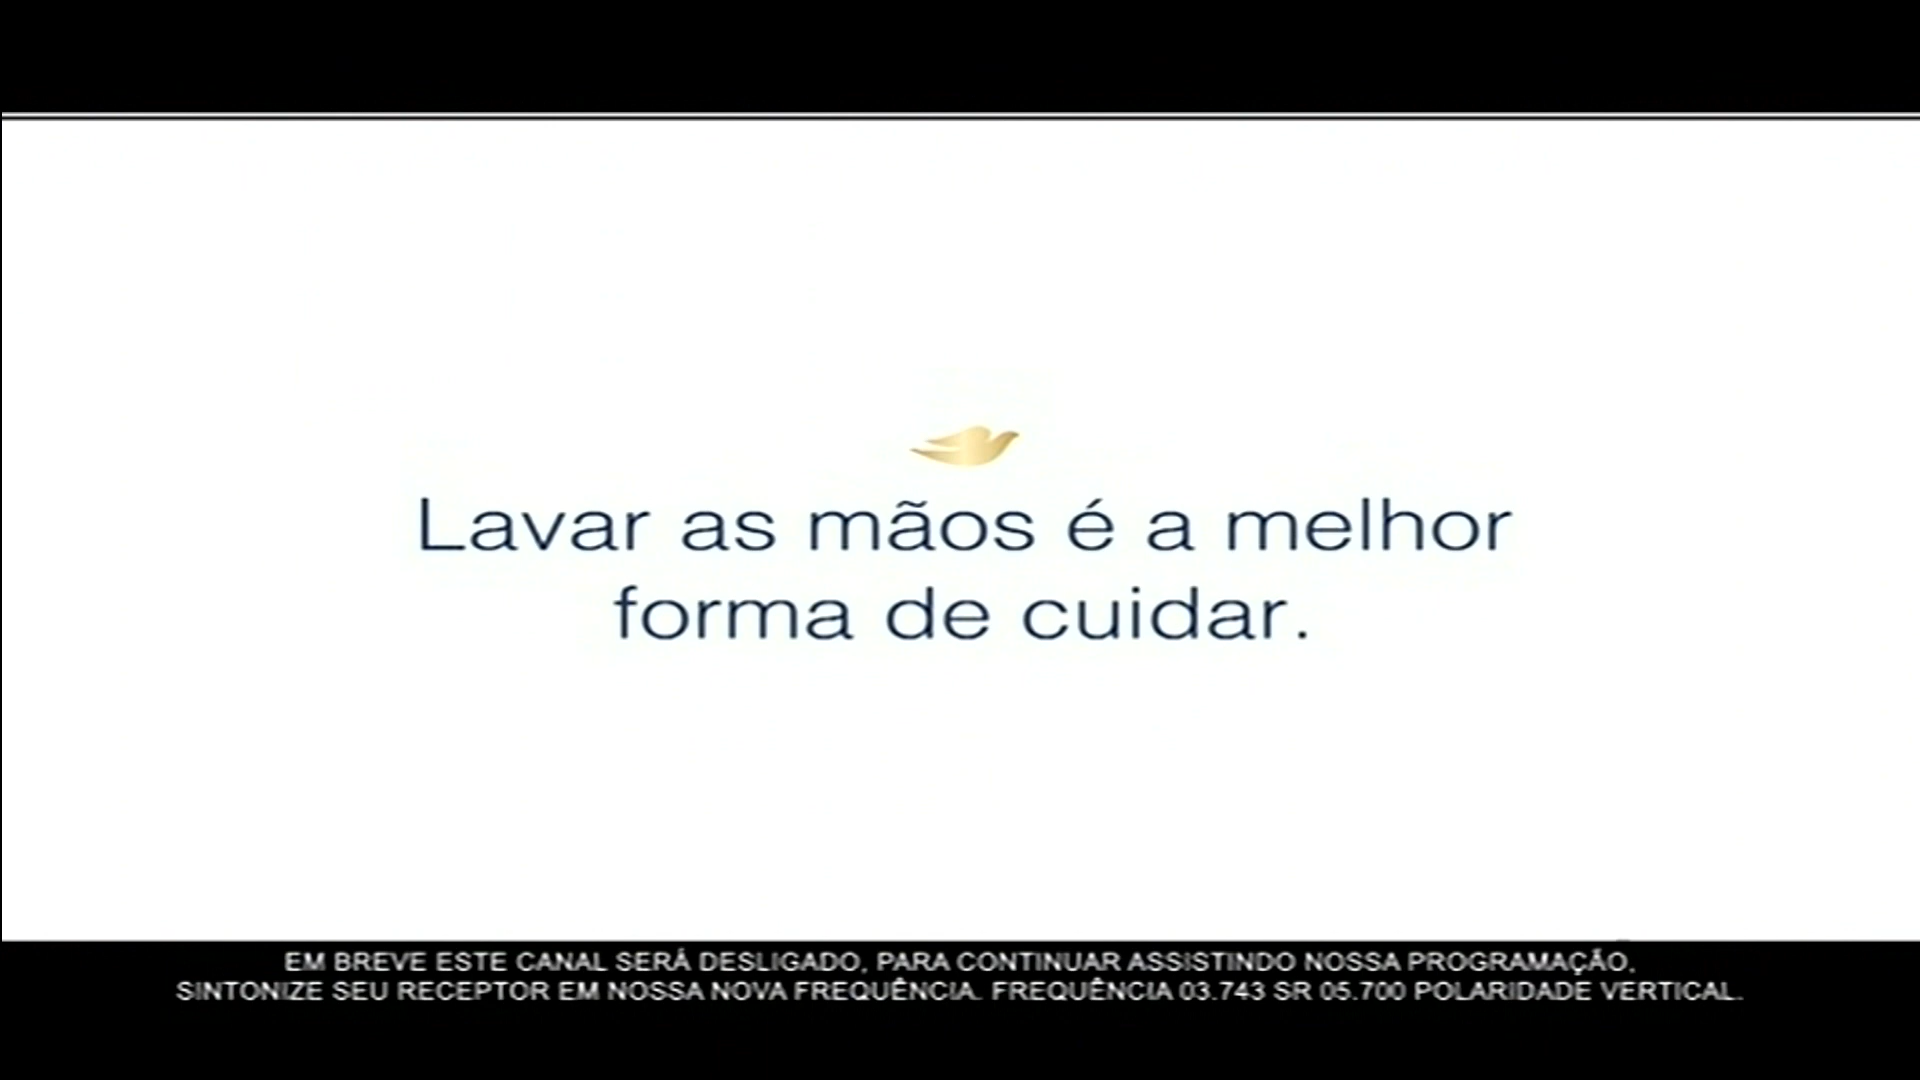 Lavar as mãos é a melhor
forma de cuidar.
EM BREVE ESTE CANAL SERÁ DESLIGADO, PARA CONTINUAR ASSISTINDO NOSSA PROGRAMAÇÃO,
SINTONIZE SEU RECEPTOR EM NOSSA NOVA FREQUÊNCIA. FREQUÊNCIA 03.743 SR 05.700 POLARIDADE VERTICAL.